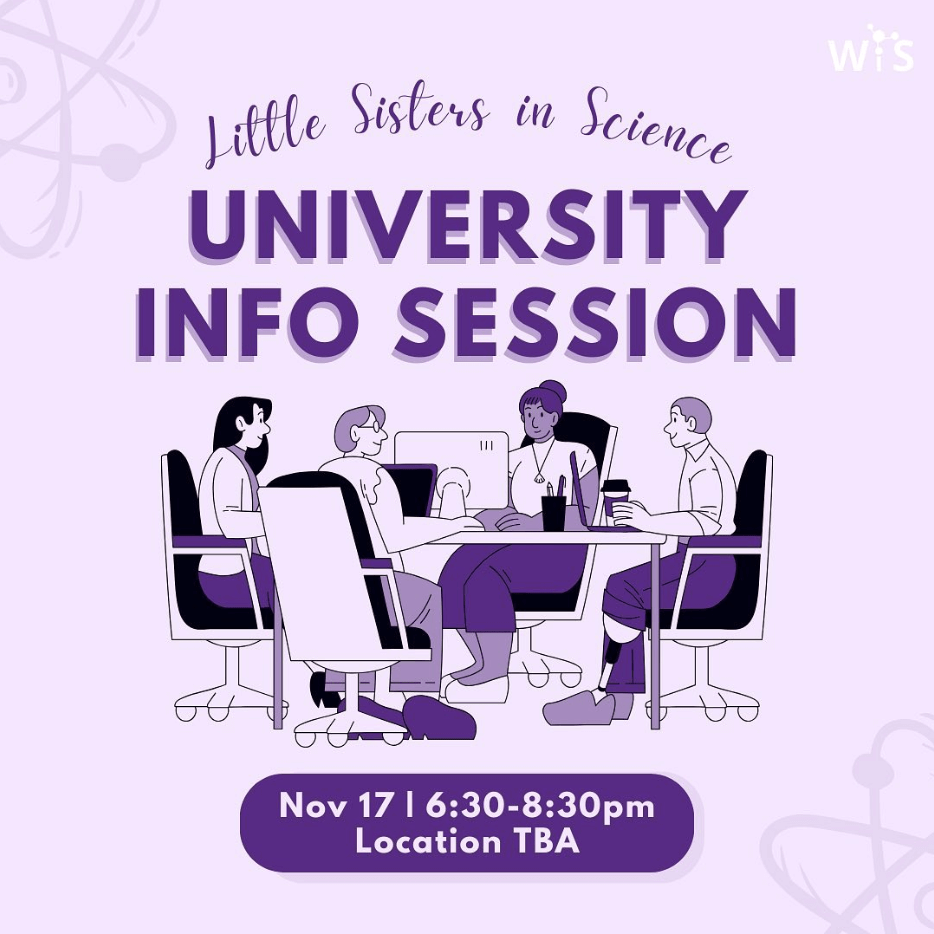 WiS
Little Sisters in Science
UNIVERSITY
INFO SESSION
Nov 17 | 6:30-8:30pm
Location TBA